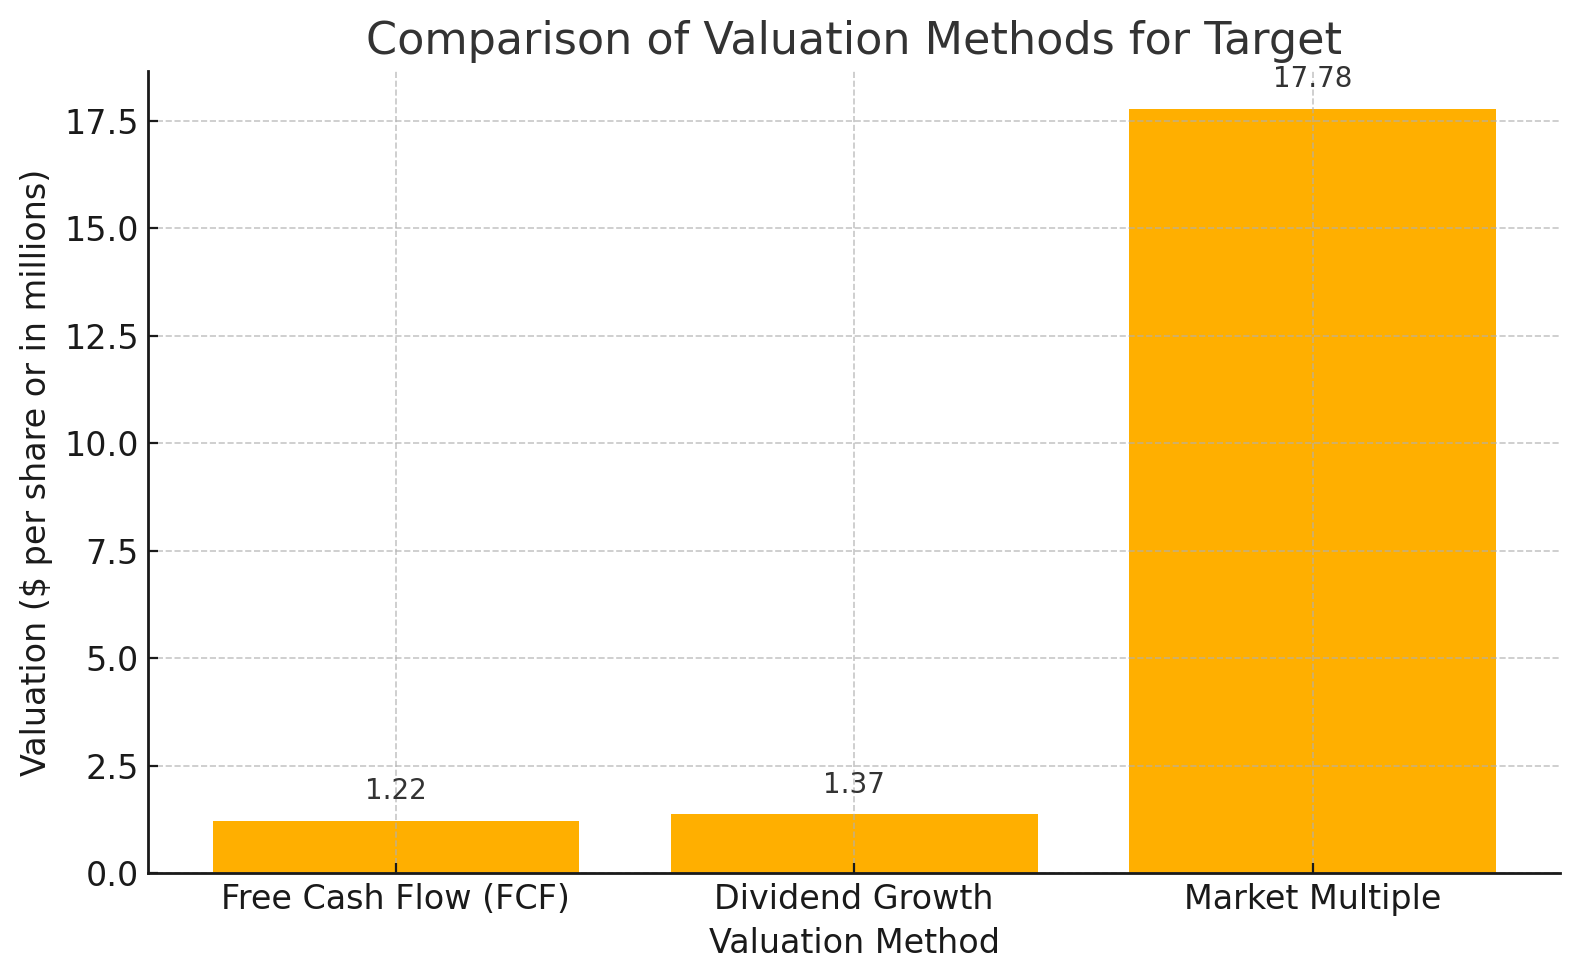 Comparison of Valuation Methods for Target
17.78
17.5
15.0
12.5
10.0
7.5
5.0
2.5
0.0
Valuation ($ per share or in millions)
1.22
1.37
Free Cash Flow (FCF)
Dividend Growth
Market Multiple
Valuation Method